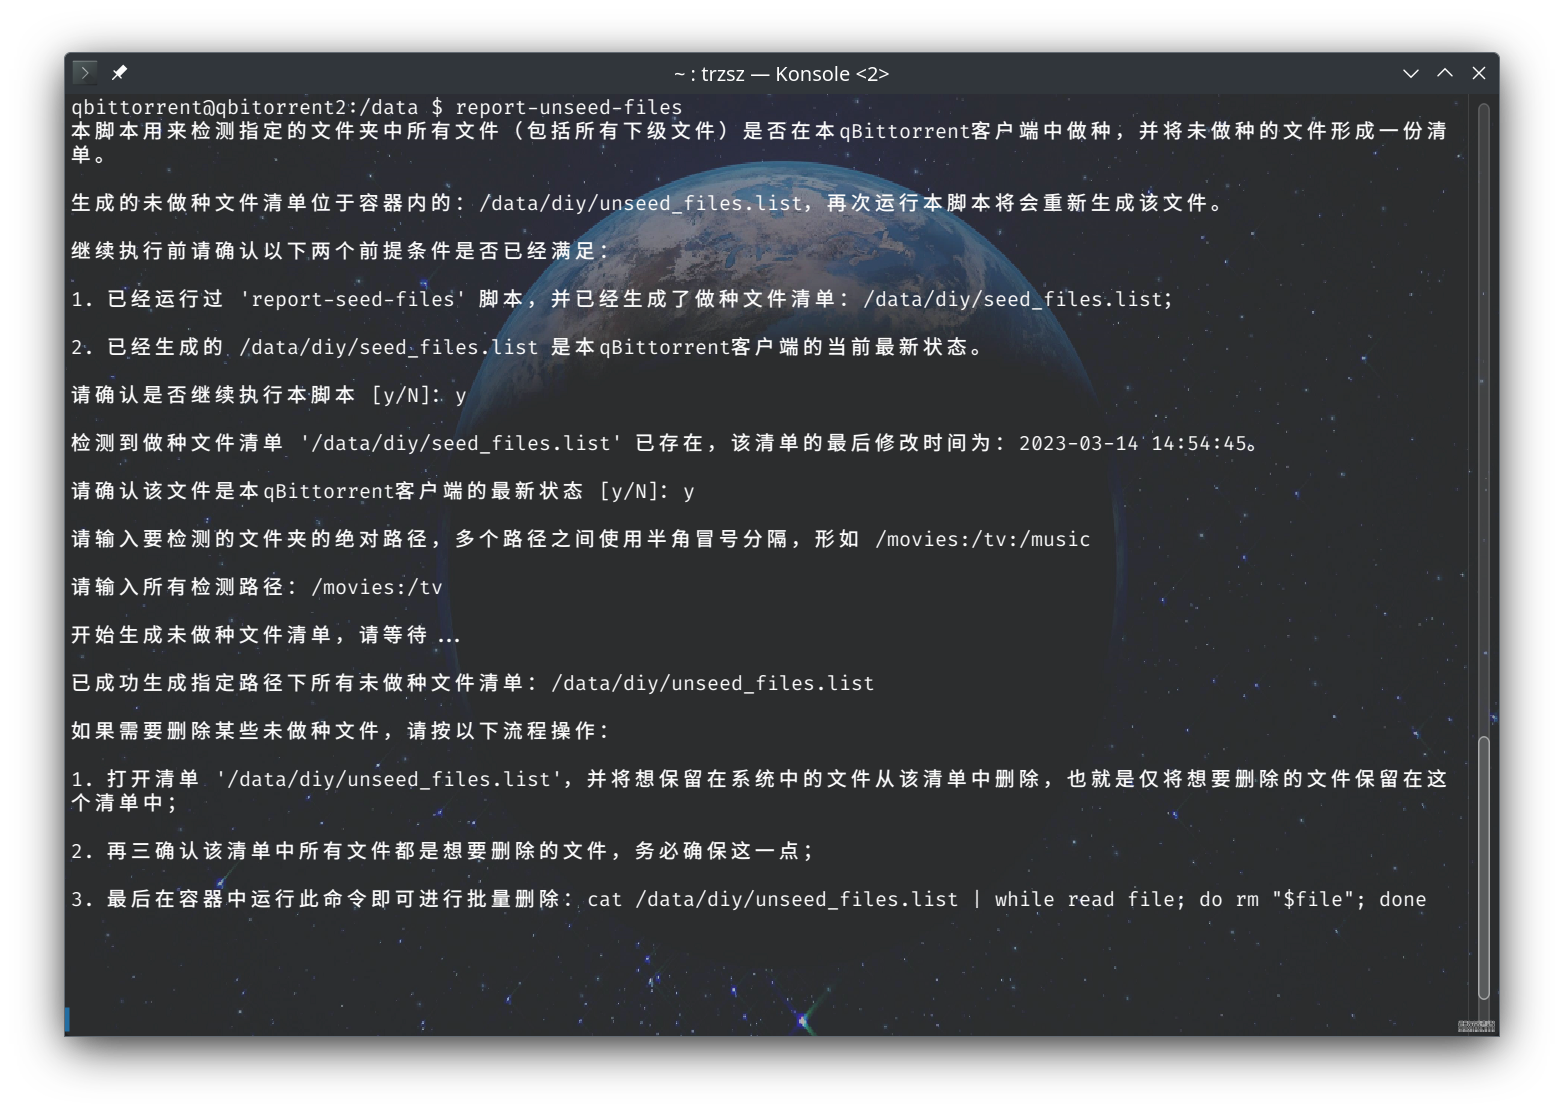 ~ : trzsz — Konsole <2>
qbittorrent@qbitorrent2:/data $ report-unseed-files
本脚本用来检测指定的文件夹中所有文件（包括所有下级文件）是否在本qBittorrent客户端中做种，并将未做种的文件形成一份清
单。
生成的未做种文件清单位于容器内的：/data/diy/unseed_files.list，再次运行本脚本将会重新生成该文件。
继续执行前请确认以下两个前提条件是否已经满足：
1. 已经运行过 'report-seed-files' 脚本，并已经生成了做种文件清单：/data/diy/seed_files.list；
2. 已经生成的 /data/diy/seed_files.list 是本qBittorrent客户端的当前最新状态。
请确认是否继续执行本脚本 [y/N]：y
检测到做种文件清单 '/data/diy/seed_files.list' 已存在，该清单的最后修改时间为：2023-03-14 14:54:45。
请确认该文件是本qBittorrent客户端的最新状态 [y/N]：y
请输入要检测的文件夹的绝对路径，多个路径之间使用半角冒号分隔，形如 /movies:/tv:/music
请输入所有检测路径：/movies:/tv
开始生成未做种文件清单，请等待 ...
已成功生成指定路径下所有未做种文件清单：/data/diy/unseed_files.list
如果需要删除某些未做种文件，请按以下流程操作：
1. 打开清单 '/data/diy/unseed_files.list'，并将想保留在系统中的文件从该清单中删除，也就是仅将想要删除的文件保留在这
个清单中；
2. 再三确认该清单中所有文件都是想要删除的文件，务必确保这一点；
3. 最后在容器中运行此命令即可进行批量删除：cat /data/diy/unseed_files.list | while read file; do rm "$file"; done